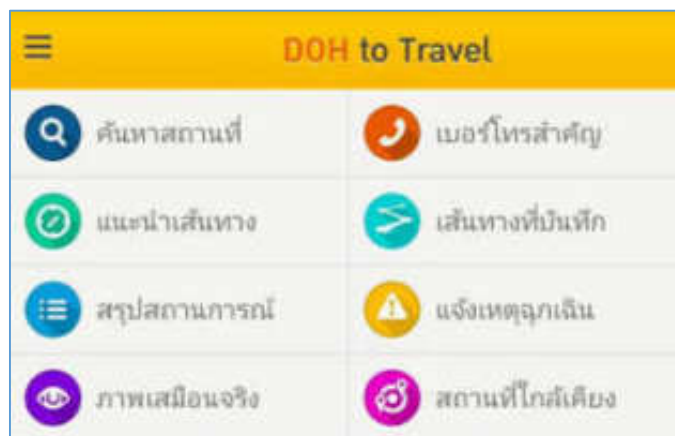 DOH to Travel
ค้นหาสถานที่
เบอร์โทรสำคัญ
แนะนำเส้นทาง
เส้นทางที่บันทึก
สรุปสถานการณ์
แจ้งเหตุฉุกเฉิน
ภาพเสมือนจริง
สถานที่ใกล้เคียง